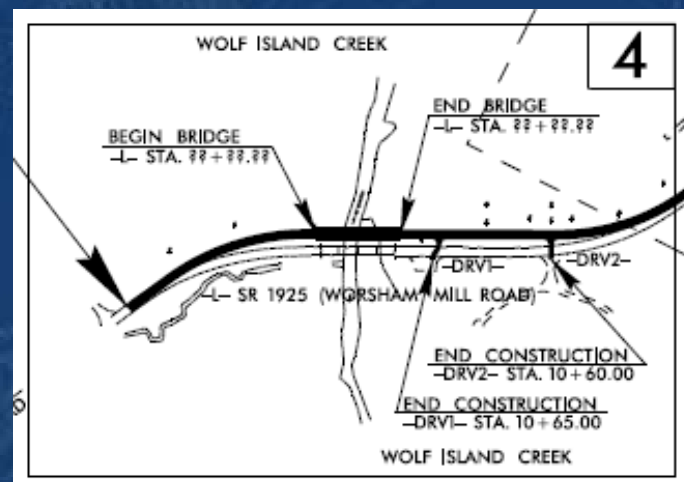 WOLF ISLAND CREEK
4
END BRIDGE
-L- STA. ??+??.??
BEGIN BRIDGE
-L- STA. ??+??.??
-DRV1-
-DRV2-
-L- SR 1925 (WORSHAM MILL ROAD)
END CONSTRUCTION
-DRV2- STA. 10+60.00
END CONSTRUCTION
-DRV1- STA. 10+65.00
WOLF ISLAND CREEK